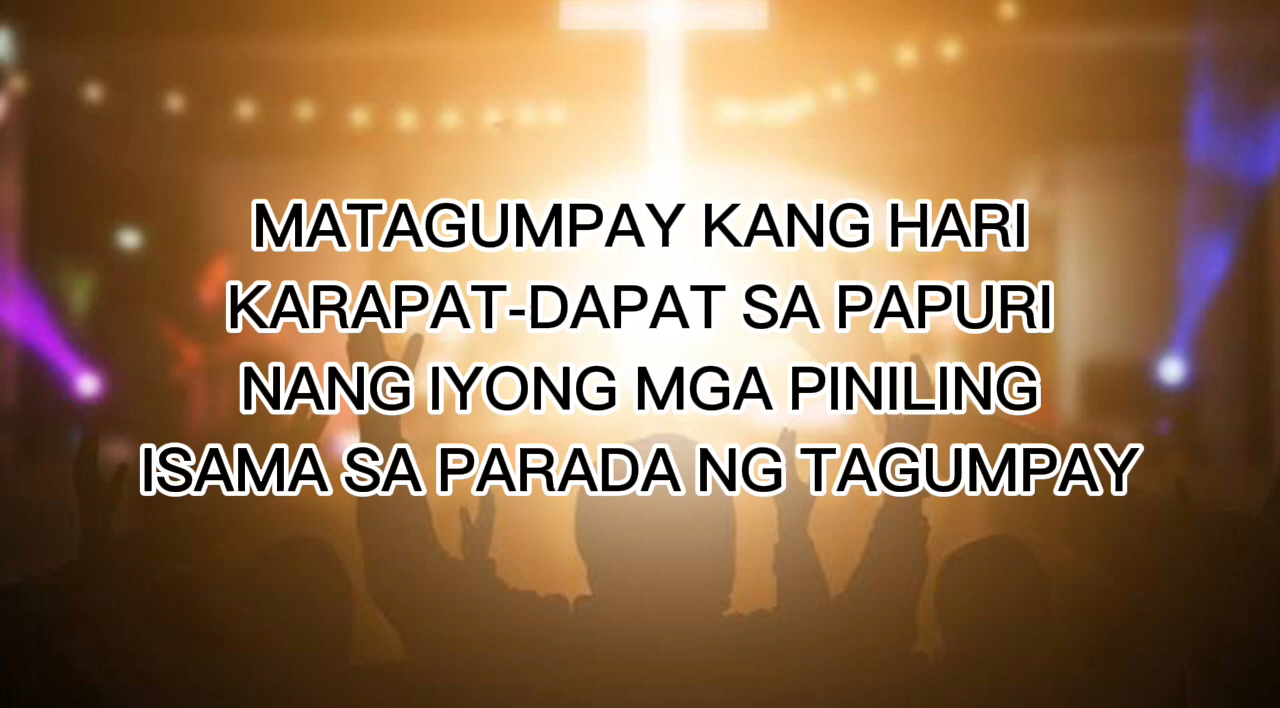 MATAGUMPAY KANG HARI
KARAPAT-DAPAT SA PAPURI
NANG IYONG MGA PINILING
ISAMA SA PARADA NG TAGUMPAY